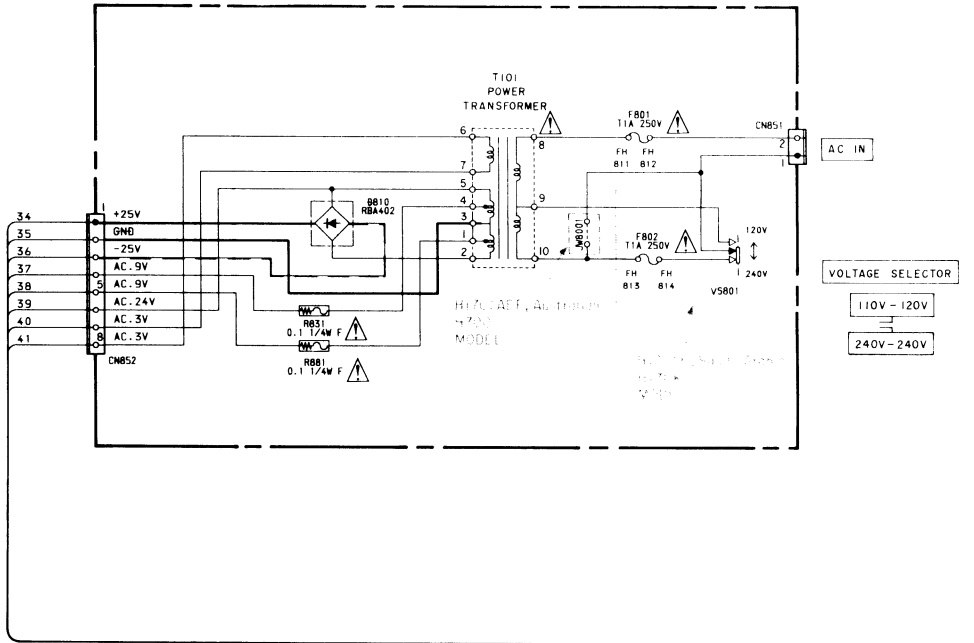 T101
POWER
TRANSFORMER
F801
T1A 250V
CN851
2
1
AC IN
FH FH
811 812
6
7
5
4
3
1
2
8
9
10
D810
RBA402
JW8001
F802
T1A 250V
FH FH
813 814
120V
240V
VS801
VOLTAGE SELECTOR
110V-120V
240V-240V
1
34 +25V
35 GND
36 -25V
37 AC.9V
38 5 AC.9V
39 AC.24V
40 AC.3V
41 8 AC.3V
CN852
R831
0.1 1/4W F
R881
0.1 1/4W F
H170
MODEL